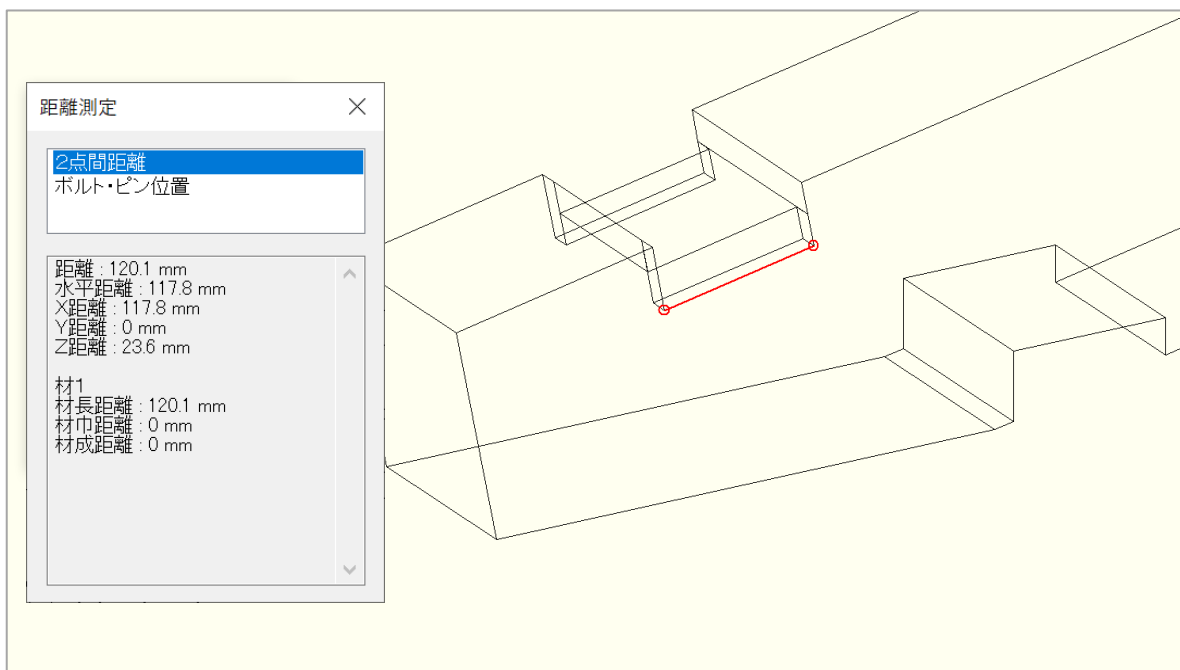 距離測定
2点間距離
ボルト・ピン位置
距離 : 120.1 mm
水平距離 : 117.8 mm
X距離 : 117.8 mm
Y距離 : 0 mm
Z距離 : 23.6 mm
材1
材長距離 : 120.1 mm
材巾距離 : 0 mm
材成距離 : 0 mm